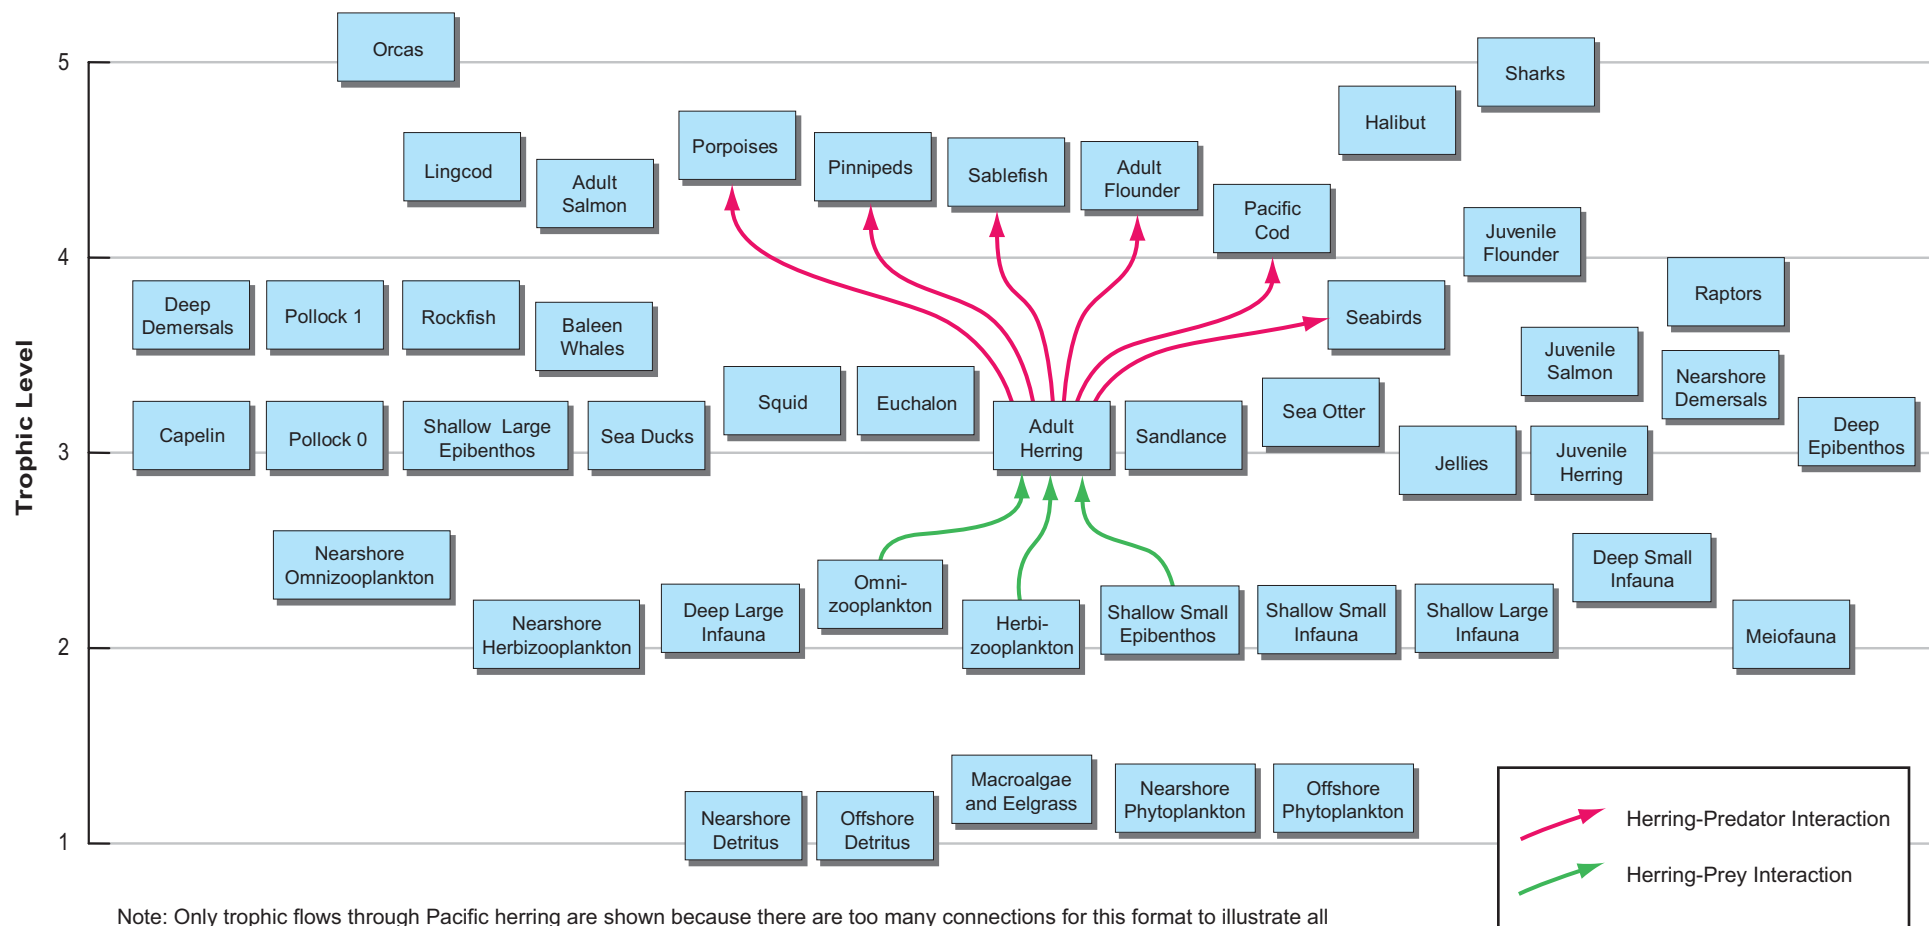 5
Orcas
Sharks
Halibut
Porpoises
Pinnipeds
Sablefish
Adult
Flounder
Lingcod
Adult
Salmon
Pacific
Cod
Juvenile
Flounder
4
Deep
Demersals
Pollock 1
Rockfish
Baleen
Whales
Seabirds
Raptors
Juvenile
Salmon
Nearshore
Demersals
Trophic Level
Squid
Euchalon
Sea Otter
Capelin
Pollock 0
Shallow Large
Epibenthos
Sea Ducks
Adult
Herring
Sandlance
Deep
Epibenthos
3
Jellies
Juvenile
Herring
Nearshore
Omnizooplankton
Omni-
zooplankton
Deep Small
Infauna
Nearshore
Herbizooplankton
Deep Large
Infauna
Herbi-
zooplankton
Shallow Small
Epibenthos
Shallow Small
Infauna
Shallow Large
Infauna
Meiofauna
2
Macroalgae
and Eelgrass
Nearshore
Phytoplankton
Offshore
Phytoplankton
Nearshore
Detritus
Offshore
Detritus
1
Herring-Predator Interaction
Herring-Prey Interaction
Note: Only trophic flows through Pacific herring are shown because there are too many connections for this format to illustrate all